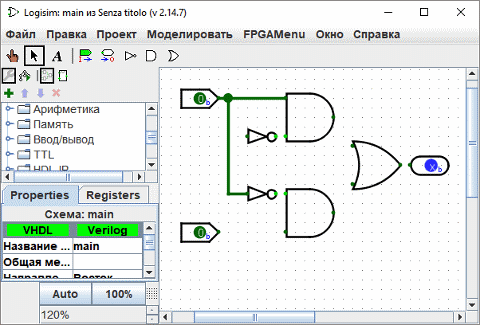 Logisim: main из Senza titolo (v 2.14.7)
Файл Правка Проект Моделировать FPGAMenu Окно Справка
A
Арифметика
Память
Ввод/вывод
TTL
HDL-IP
Properties Registers
Схема: main
VHDL Verilog
Название ... main
Общая ме...
Направле... Восток
Auto 100%
120%
0
x
0